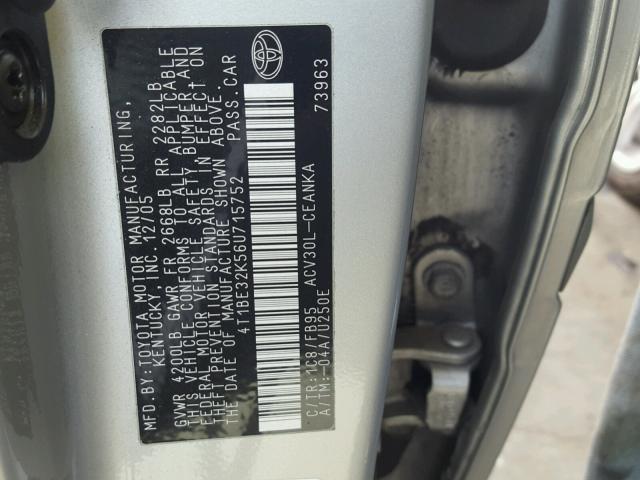 MFD. BY: TOYOTA MOTOR MANUFACTURING,
KENTUCKY, INC. 12/05
GVWR 4200LB GAWR FR 2668LB RR 2282LB
THIS VEHICLE CONFORMS TO ALL APPLICABLE
FEDERAL MOTOR VEHICLE SAFETY, BUMPER AND
THEFT PREVENTION STANDARDS IN EFFECT ON
THE DATE OF MANUFACTURE SHOWN ABOVE.
4T1BE32K56U715752 PASS. CAR
C/TR: 1C8/FB95 ACV30L-CEANKA 73963
A/TM:-04A/U250E